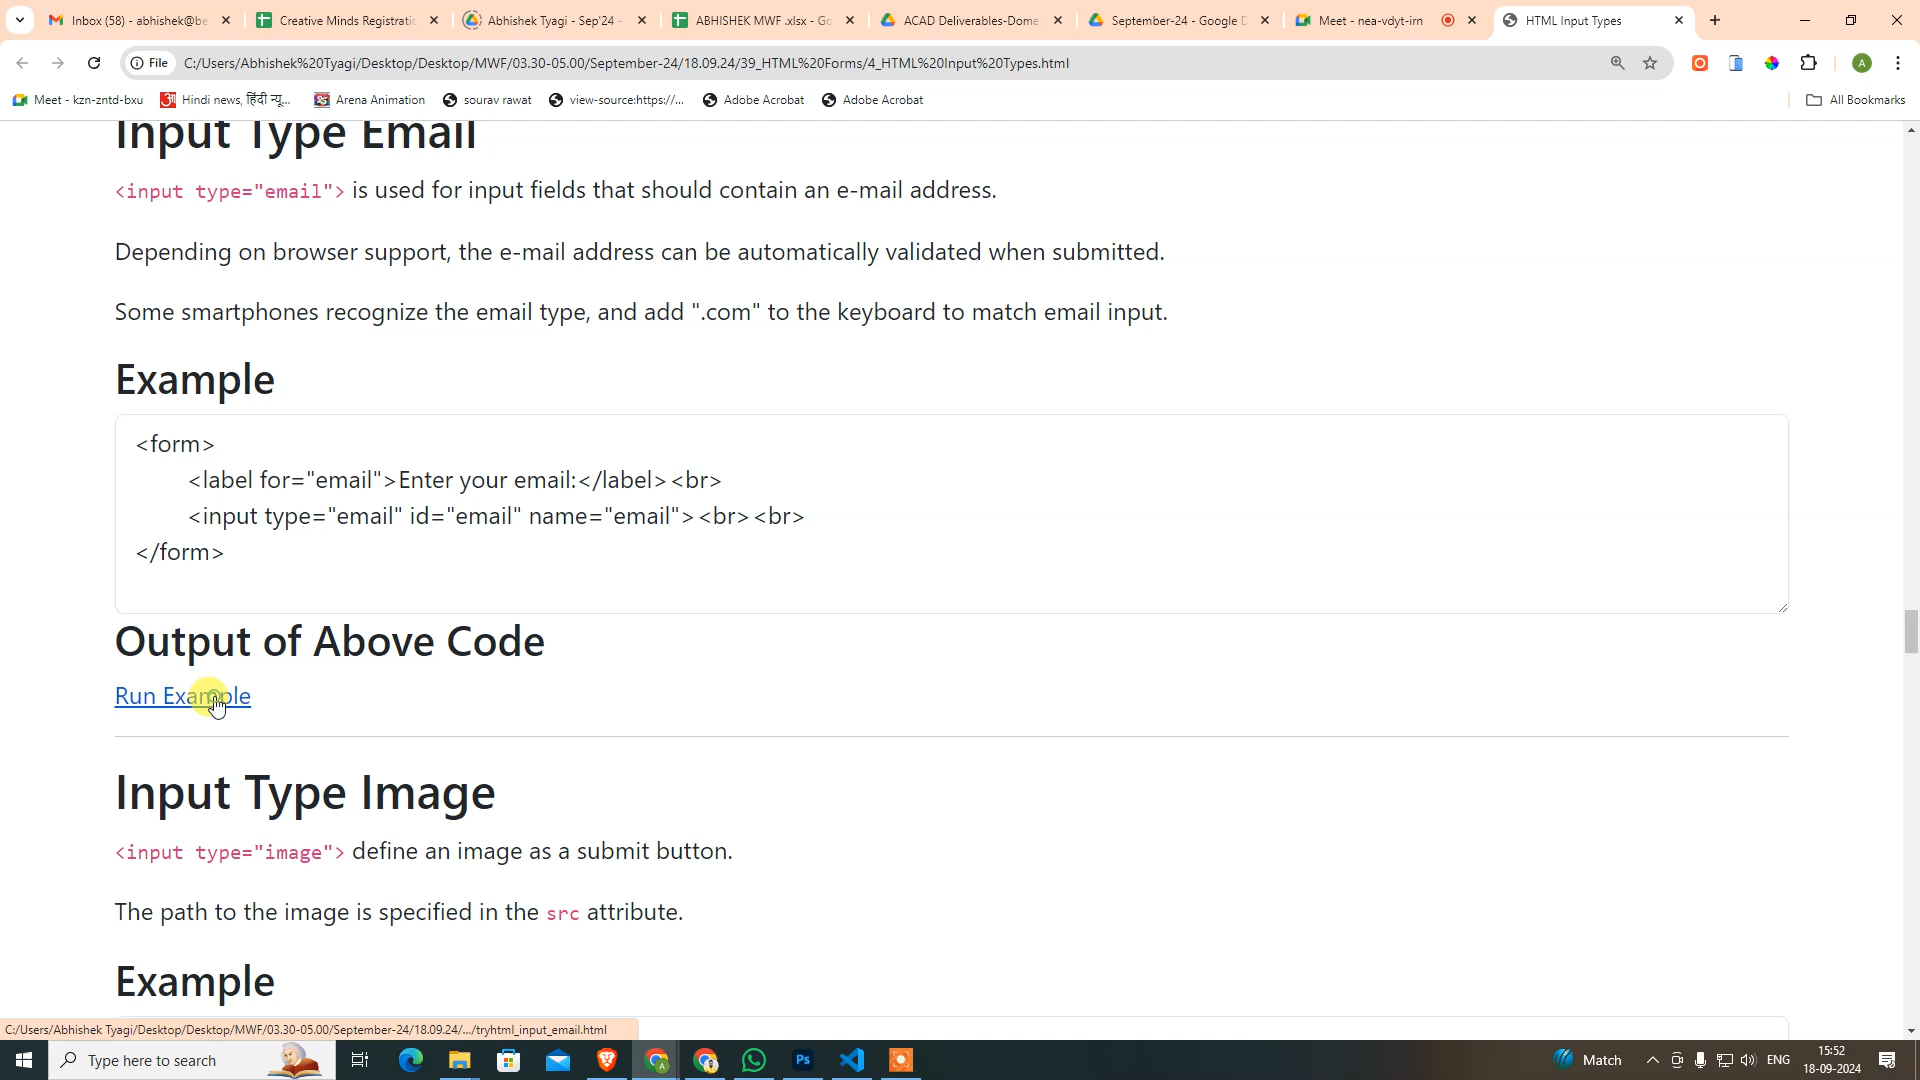 Inbox (58) - abhishek@be
Creative Minds Registratic
Abhishek Tyagi - Sep'24 -
ABHISHEK MWF .xlsx - Go
ACAD Deliverables-Dome
September-24 - Google D
Meet - nea-vdyt-irn
HTML Input Types
File
C:/Users/Abhishek%20Tyagi/Desktop/Desktop/MWF/03.30-05.00/September-24/18.09.24/39_HTML%20Forms/4_HTML%20Input%20Types.html
A
Meet - kzn-zntd-bxu
Hindi news, हिंदी न्यू...
Arena Animation
sourav rawat
view-source:https://...
Adobe Acrobat
Adobe Acrobat
All Bookmarks
Input Type Email
<input type="email"> is used for input fields that should contain an e-mail address.
Depending on browser support, the e-mail address can be automatically validated when submitted.
Some smartphones recognize the email type, and add ".com" to the keyboard to match email input.
Example
<form>
<label for="email">Enter your email:</label><br>
<input type="email" id="email" name="email"><br><br>
</form>
Output of Above Code
Run Example
Input Type Image
<input type="image"> define an image as a submit button.
The path to the image is specified in the src attribute.
Example
C:/Users/Abhishek Tyagi/Desktop/Desktop/MWF/03.30-05.00/September-24/18.09.24/.../tryhtml_input_email.html
Type here to search
A
Ps
Match
ENG
15:52
18-09-2024